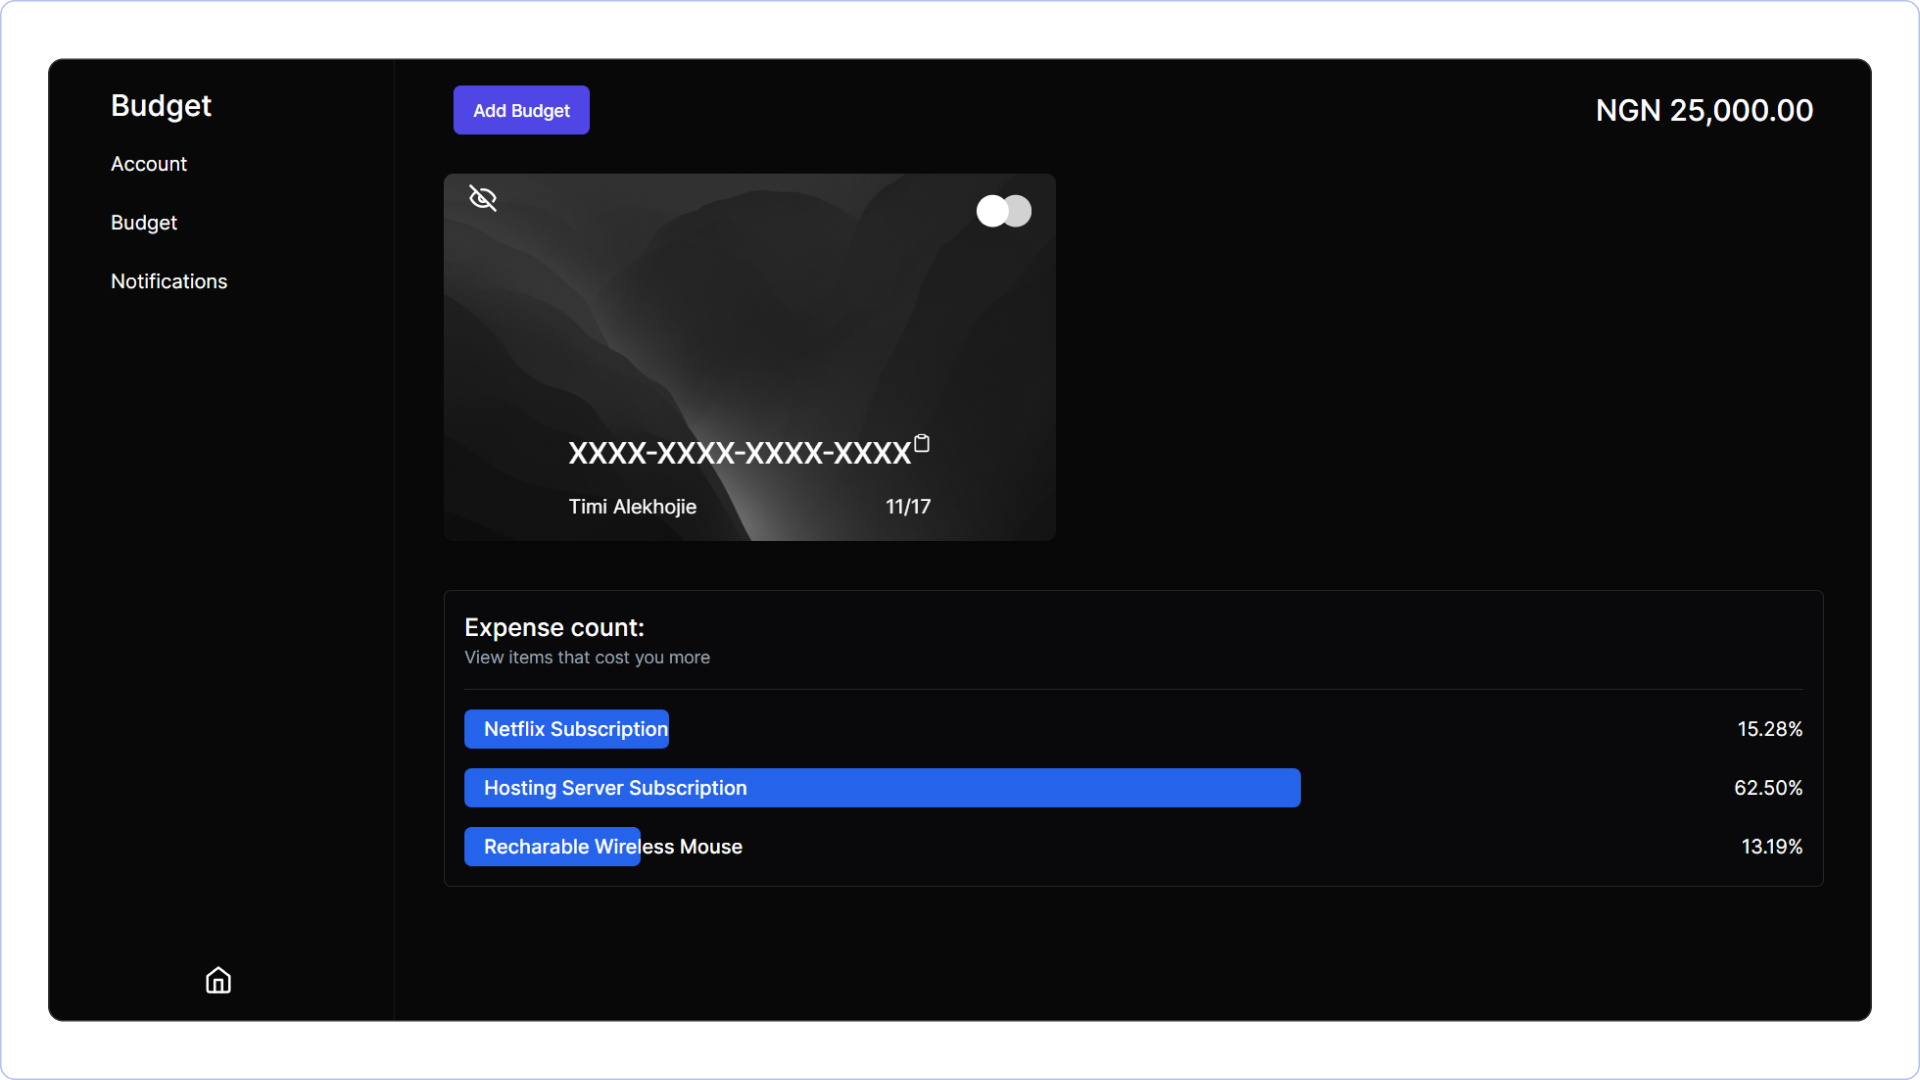 Budget
Account
Budget
Notifications
Add Budget
NGN 25,000.00
XXXX-XXXX-XXXX-XXXX
Timi Alekhojie 11/17
Expense count:
View items that cost you more
Netflix Subscription 15.28%
Hosting Server Subscription 62.50%
Recharable Wireless Mouse 13.19%